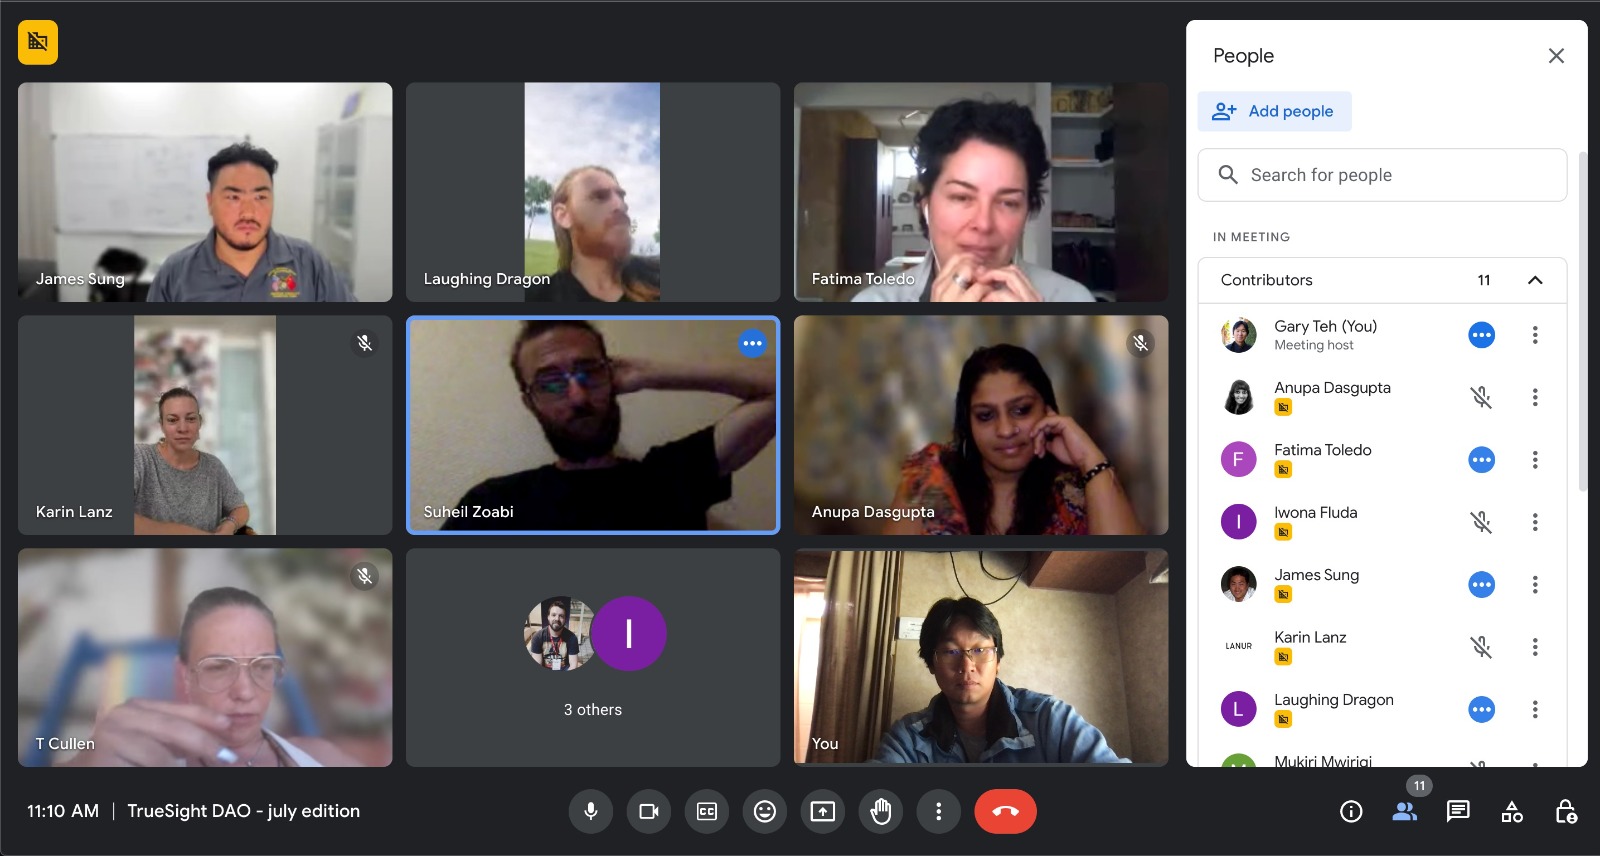 James Sung
Laughing Dragon
Fatima Toledo
Karin Lanz
Suheil Zoabi
Anupa Dasgupta
T Cullen
I
3 others
You
People
Add people
Search for people
IN MEETING
Contributors 11
Gary Teh (You)
Meeting host
Anupa Dasgupta
F Fatima Toledo
I Iwona Fluda
James Sung
LANUR Karin Lanz
L Laughing Dragon
M Mukiri Mwirigi
11:10 AM | TrueSight DAO - july edition
CC
11